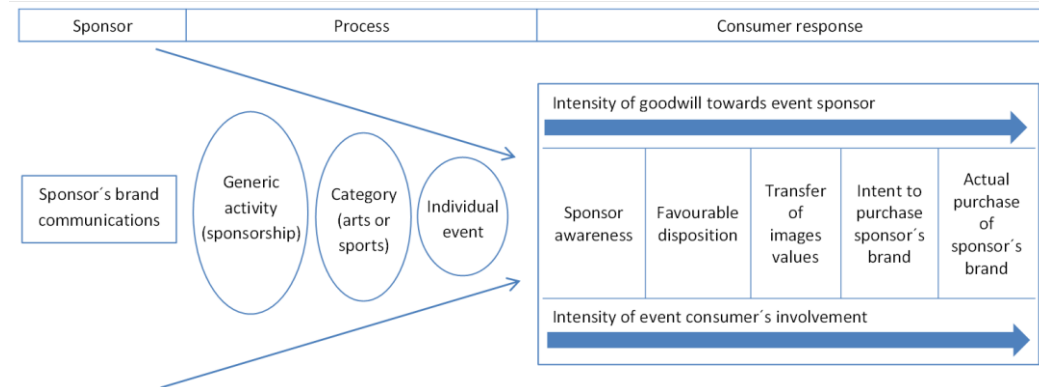 Sponsor
Process
Consumer response
Intensity of goodwill towards event sponsor
Sponsor´s brand
communications
Generic
activity
(sponsorship)
Category
(arts or
sports)
Individual
event
Sponsor
awareness
Favourable
disposition
Transfer
of
images
values
Intent to
purchase
sponsor´s
brand
Actual
purchase
of
sponsor´s
brand
Intensity of event consumer´s involvement